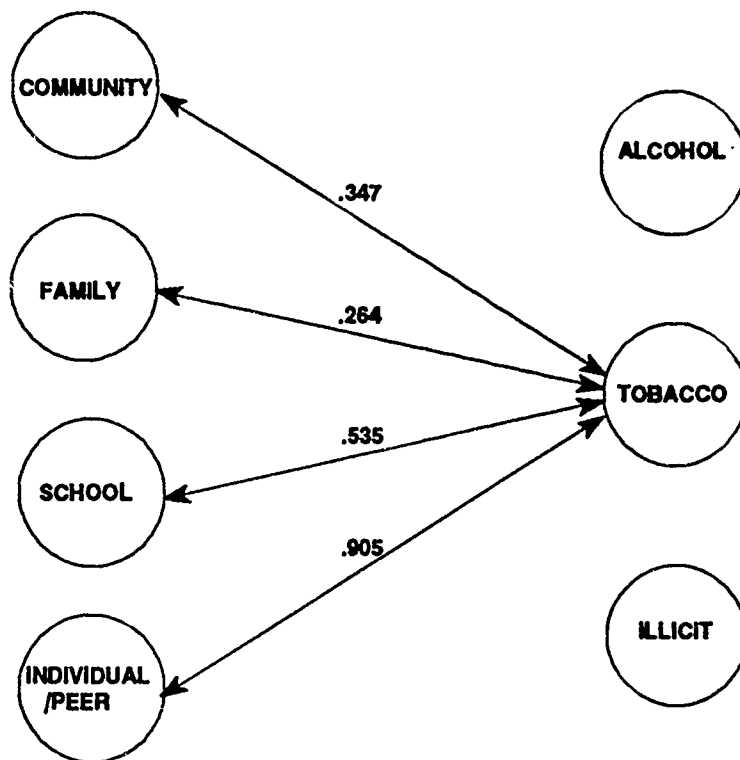 COMMUNITY
ALCOHOL
.347
FAMILY
.264
TOBACCO
.535
SCHOOL
.905
ILLICIT
INDIVIDUAL
/PEER